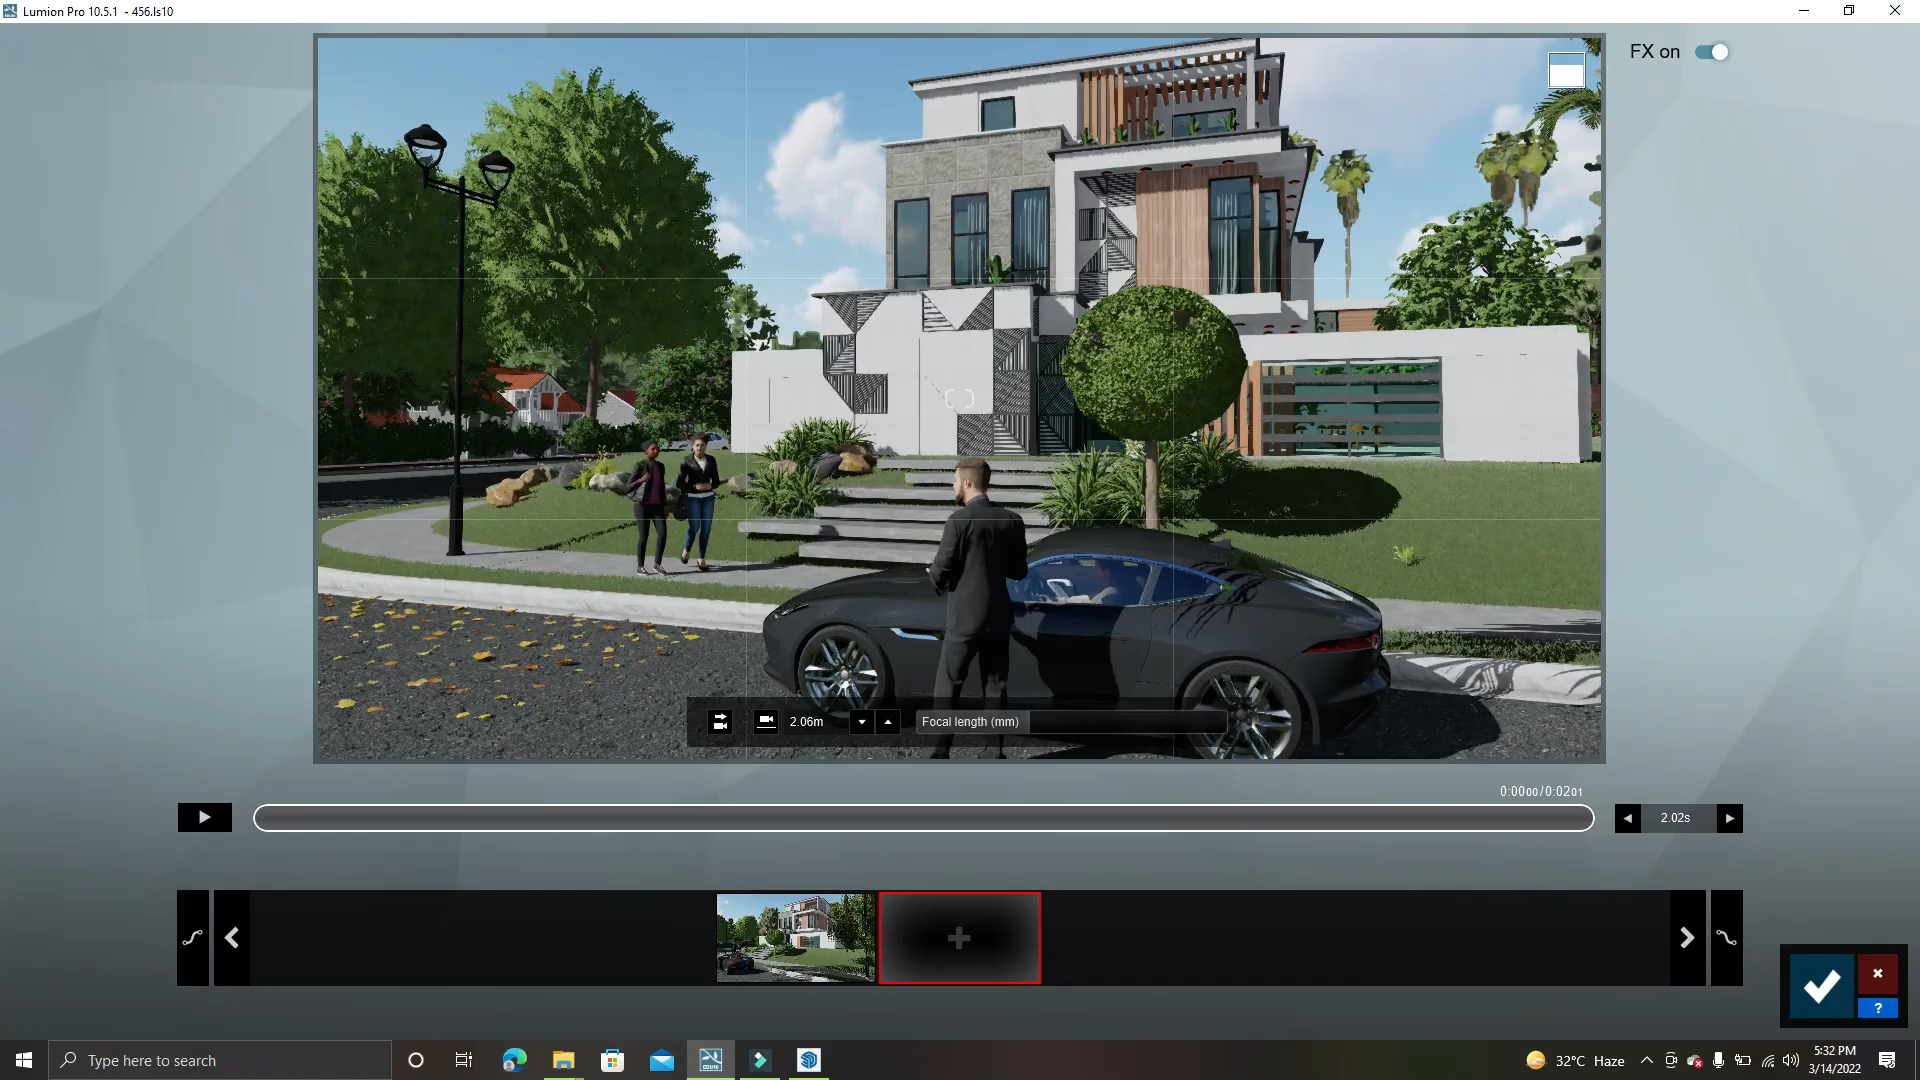 Lumion Pro 10.5.1 - 456.ls10
FX on
2.06m
Focal length (mm)
0:0000/0:0201
2.02s
?
Type here to search
EDU10
32°C Haze
5:32 PM
3/14/2022